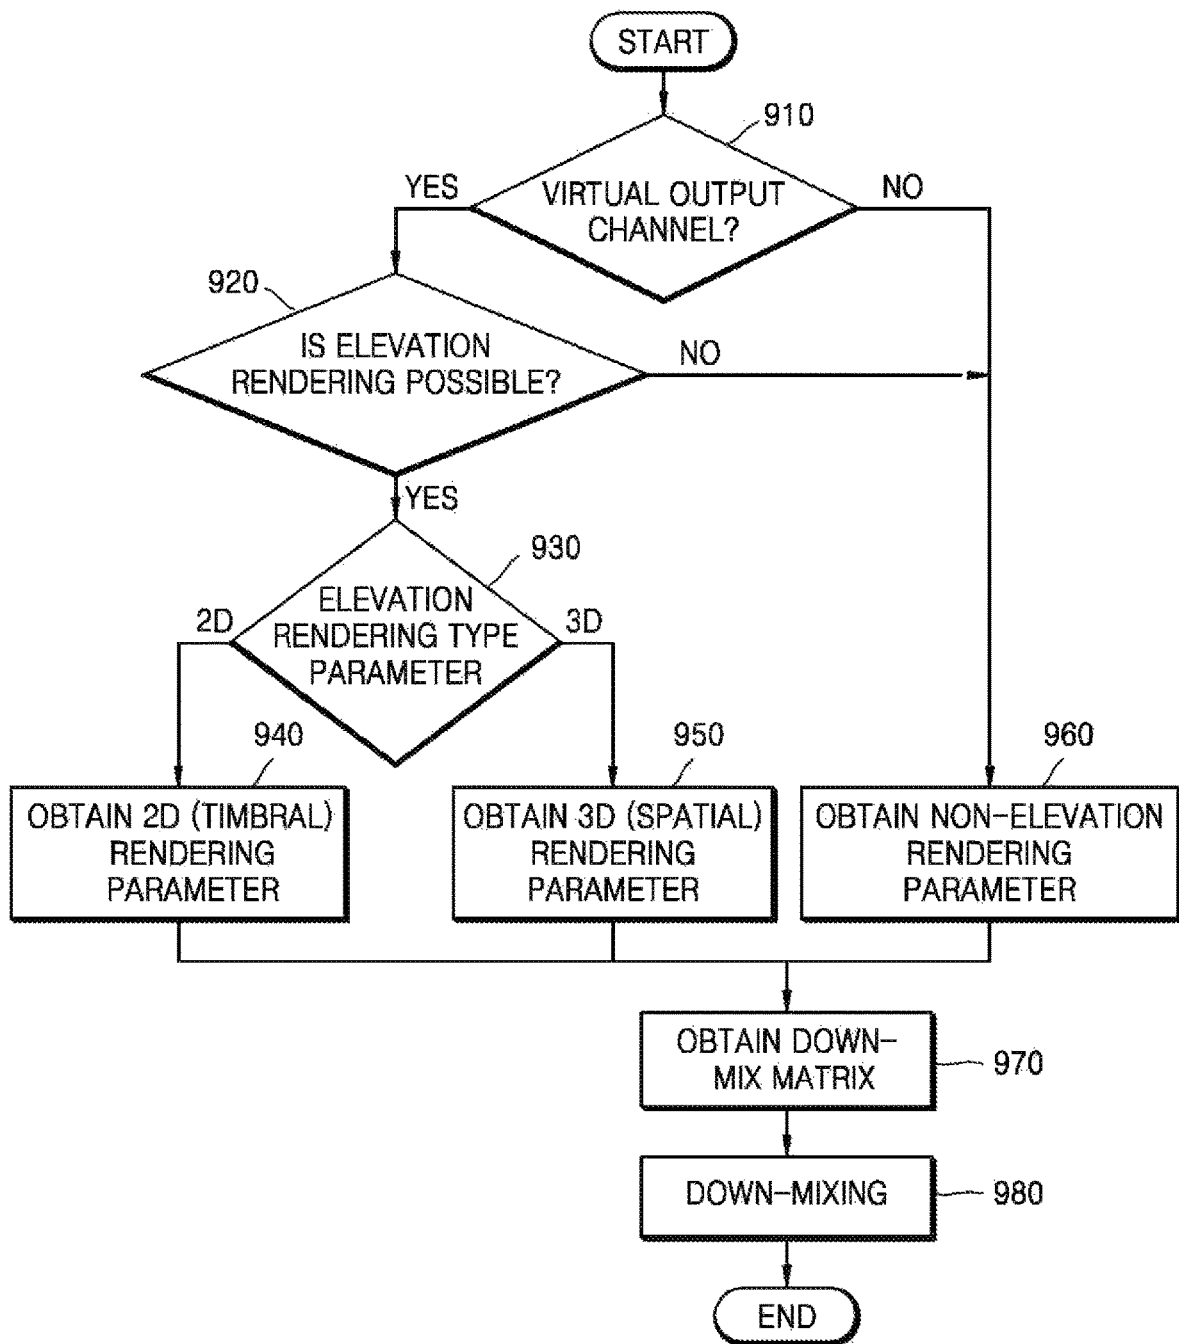 START
910
YES
NO
VIRTUAL OUTPUT
CHANNEL?
920
IS ELEVATION
RENDERING POSSIBLE?
NO
YES
930
ELEVATION
RENDERING TYPE
PARAMETER
2D
3D
940
950
960
OBTAIN 2D (TIMBRAL)
RENDERING
PARAMETER
OBTAIN 3D (SPATIAL)
RENDERING
PARAMETER
OBTAIN NON-ELEVATION
RENDERING
PARAMETER
OBTAIN DOWN-
MIX MATRIX
970
DOWN-MIXING
980
END